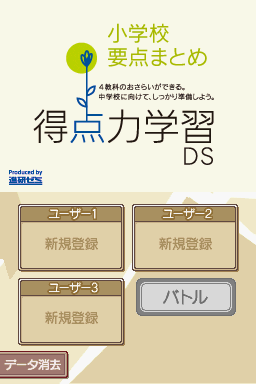 小学校
要点まとめ
4教科のおさらいができる。
中学校に向けて、しっかり準備しよう。
得点力学習
DS
Produced by
進研ゼミ
ユーザー1
新規登録
ユーザー2
新規登録
ユーザー3
新規登録
バトル
データ消去